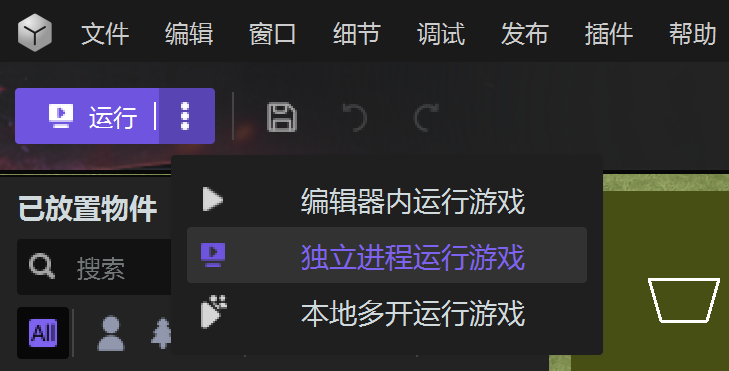 文件 编辑 窗口 细节 调试 发布 插件 帮助
运行
编辑器内运行游戏
已放置物件
独立进程运行游戏
搜索
本地多开运行游戏
All